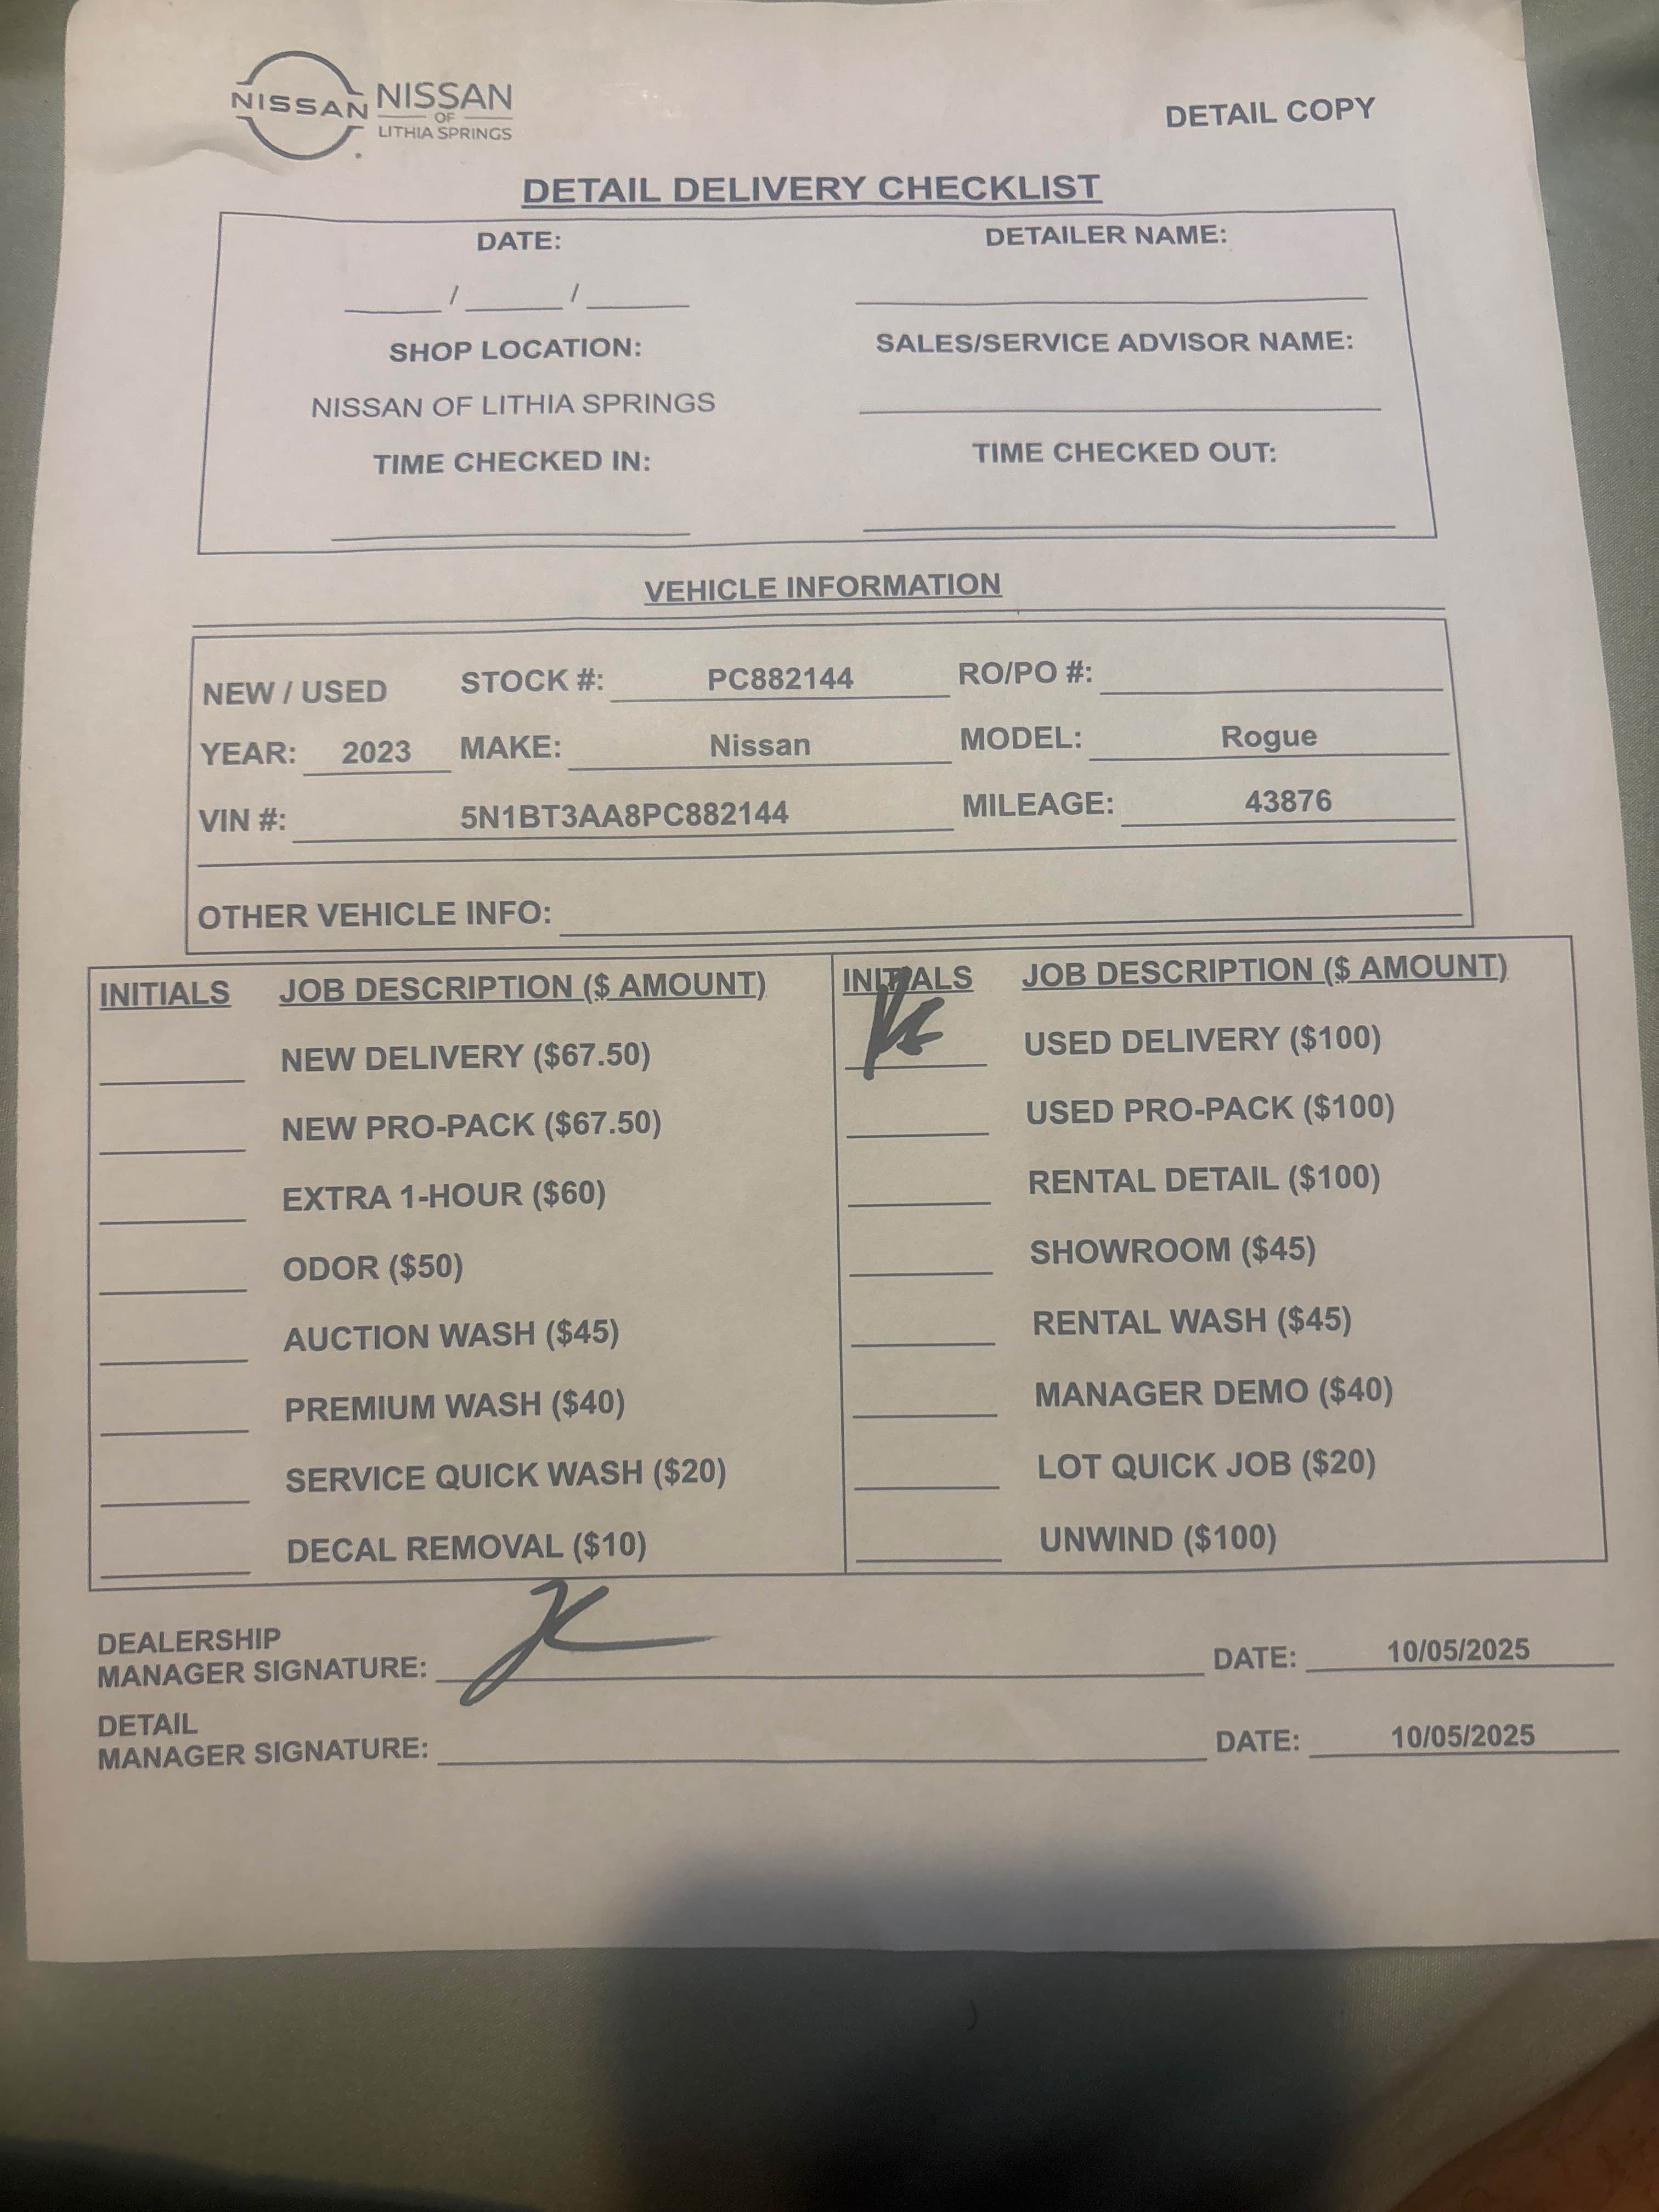 NISSAN
NISSAN
OF
LITHIA SPRINGS
DETAIL COPY
DETAIL DELIVERY CHECKLIST
DATE: DETAILER NAME:
____/____/____ ____
SHOP LOCATION: SALES/SERVICE ADVISOR NAME:
NISSAN OF LITHIA SPRINGS
TIME CHECKED IN: TIME CHECKED OUT:
VEHICLE INFORMATION
NEW / USED STOCK #: PC882144 RO/PO #:
YEAR: 2023 MAKE: Nissan MODEL: Rogue
VIN #: 5N1BT3AA8PC882144 MILEAGE: 43876
OTHER VEHICLE INFO:
INITIALS JOB DESCRIPTION ($ AMOUNT) INITIALS JOB DESCRIPTION ($ AMOUNT)
NEW DELIVERY ($67.50) USED DELIVERY ($100)
NEW PRO-PACK ($67.50) USED PRO-PACK ($100)
EXTRA 1-HOUR ($60) RENTAL DETAIL ($100)
ODOR ($50) SHOWROOM ($45)
AUCTION WASH ($45) RENTAL WASH ($45)
PREMIUM WASH ($40) MANAGER DEMO ($40)
SERVICE QUICK WASH ($20) LOT QUICK JOB ($20)
DECAL REMOVAL ($10) UNWIND ($100)
DEALERSHIP
MANAGER SIGNATURE: DATE: 10/05/2025
DETAIL
MANAGER SIGNATURE: DATE: 10/05/2025